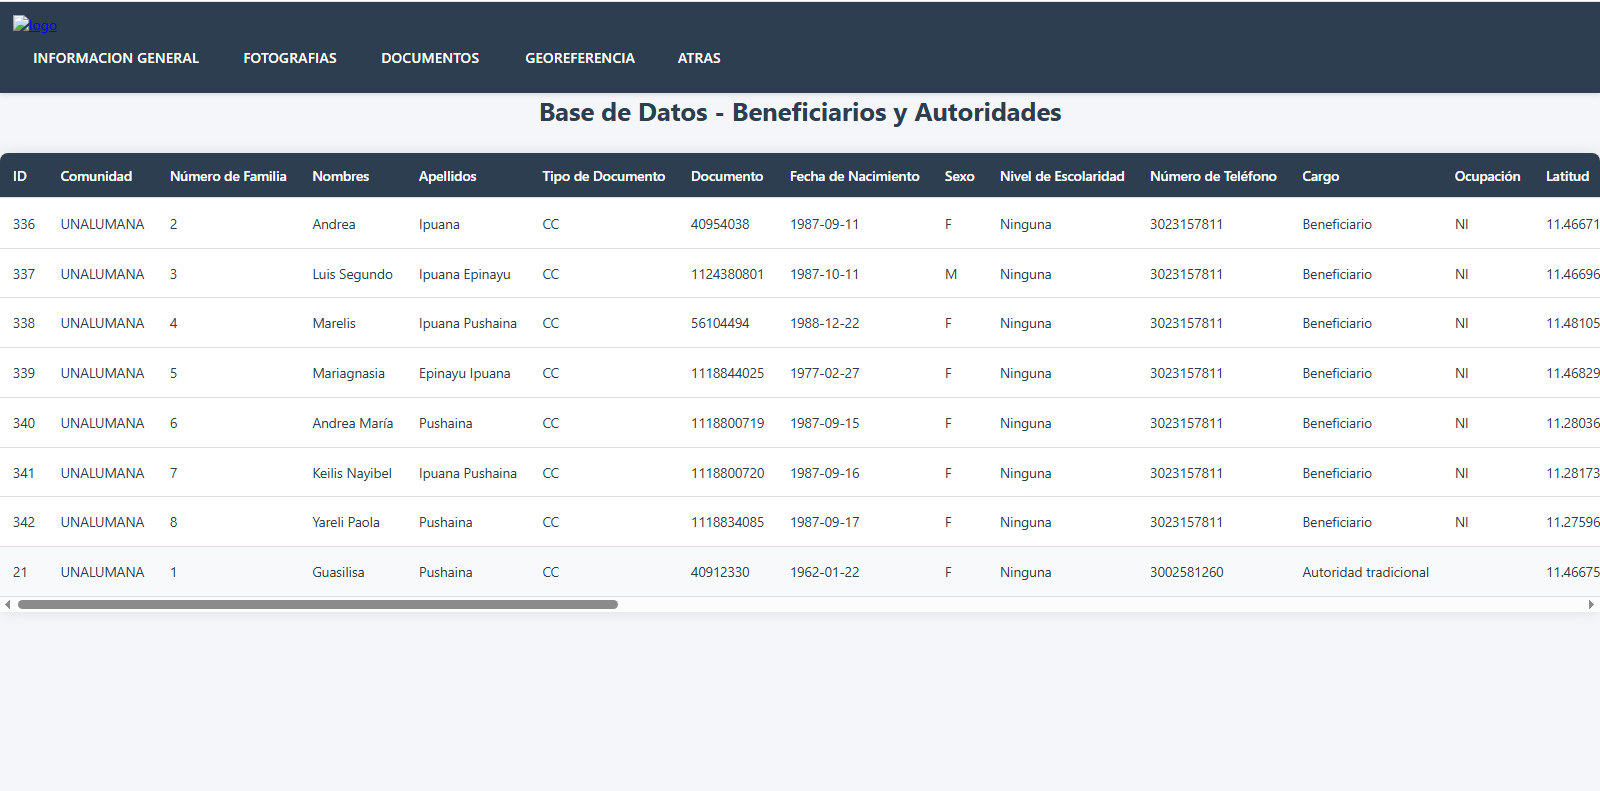 logo
INFORMACION GENERAL FOTOGRAFIAS DOCUMENTOS GEOREFERENCIA ATRAS
Base de Datos - Beneficiarios y Autoridades
ID Comunidad Número de Familia Nombres Apellidos Tipo de Documento Documento Fecha de Nacimiento Sexo Nivel de Escolaridad Número de Teléfono Cargo Ocupación Latitud
336 UNALUMANA 2 Andrea Ipuana CC 40954038 1987-09-11 F Ninguna 3023157811 Beneficiario NI 11.46671
337 UNALUMANA 3 Luis Segundo Ipuana Epinayu CC 1124380801 1987-10-11 M Ninguna 3023157811 Beneficiario NI 11.46696
338 UNALUMANA 4 Marelis Ipuana Pushaina CC 56104494 1988-12-22 F Ninguna 3023157811 Beneficiario NI 11.48105
339 UNALUMANA 5 Mariagnasia Epinayu Ipuana CC 1118844025 1977-02-27 F Ninguna 3023157811 Beneficiario NI 11.46829
340 UNALUMANA 6 Andrea María Pushaina CC 1118800719 1987-09-15 F Ninguna 3023157811 Beneficiario NI 11.28036
341 UNALUMANA 7 Keilis Nayibel Ipuana Pushaina CC 1118800720 1987-09-16 F Ninguna 3023157811 Beneficiario NI 11.28173
342 UNALUMANA 8 Yareli Paola Pushaina CC 1118834085 1987-09-17 F Ninguna 3023157811 Beneficiario NI 11.27596
21 UNALUMANA 1 Guasilisa Pushaina CC 40912330 1962-01-22 F Ninguna 3002581260 Autoridad tradicional 11.46675